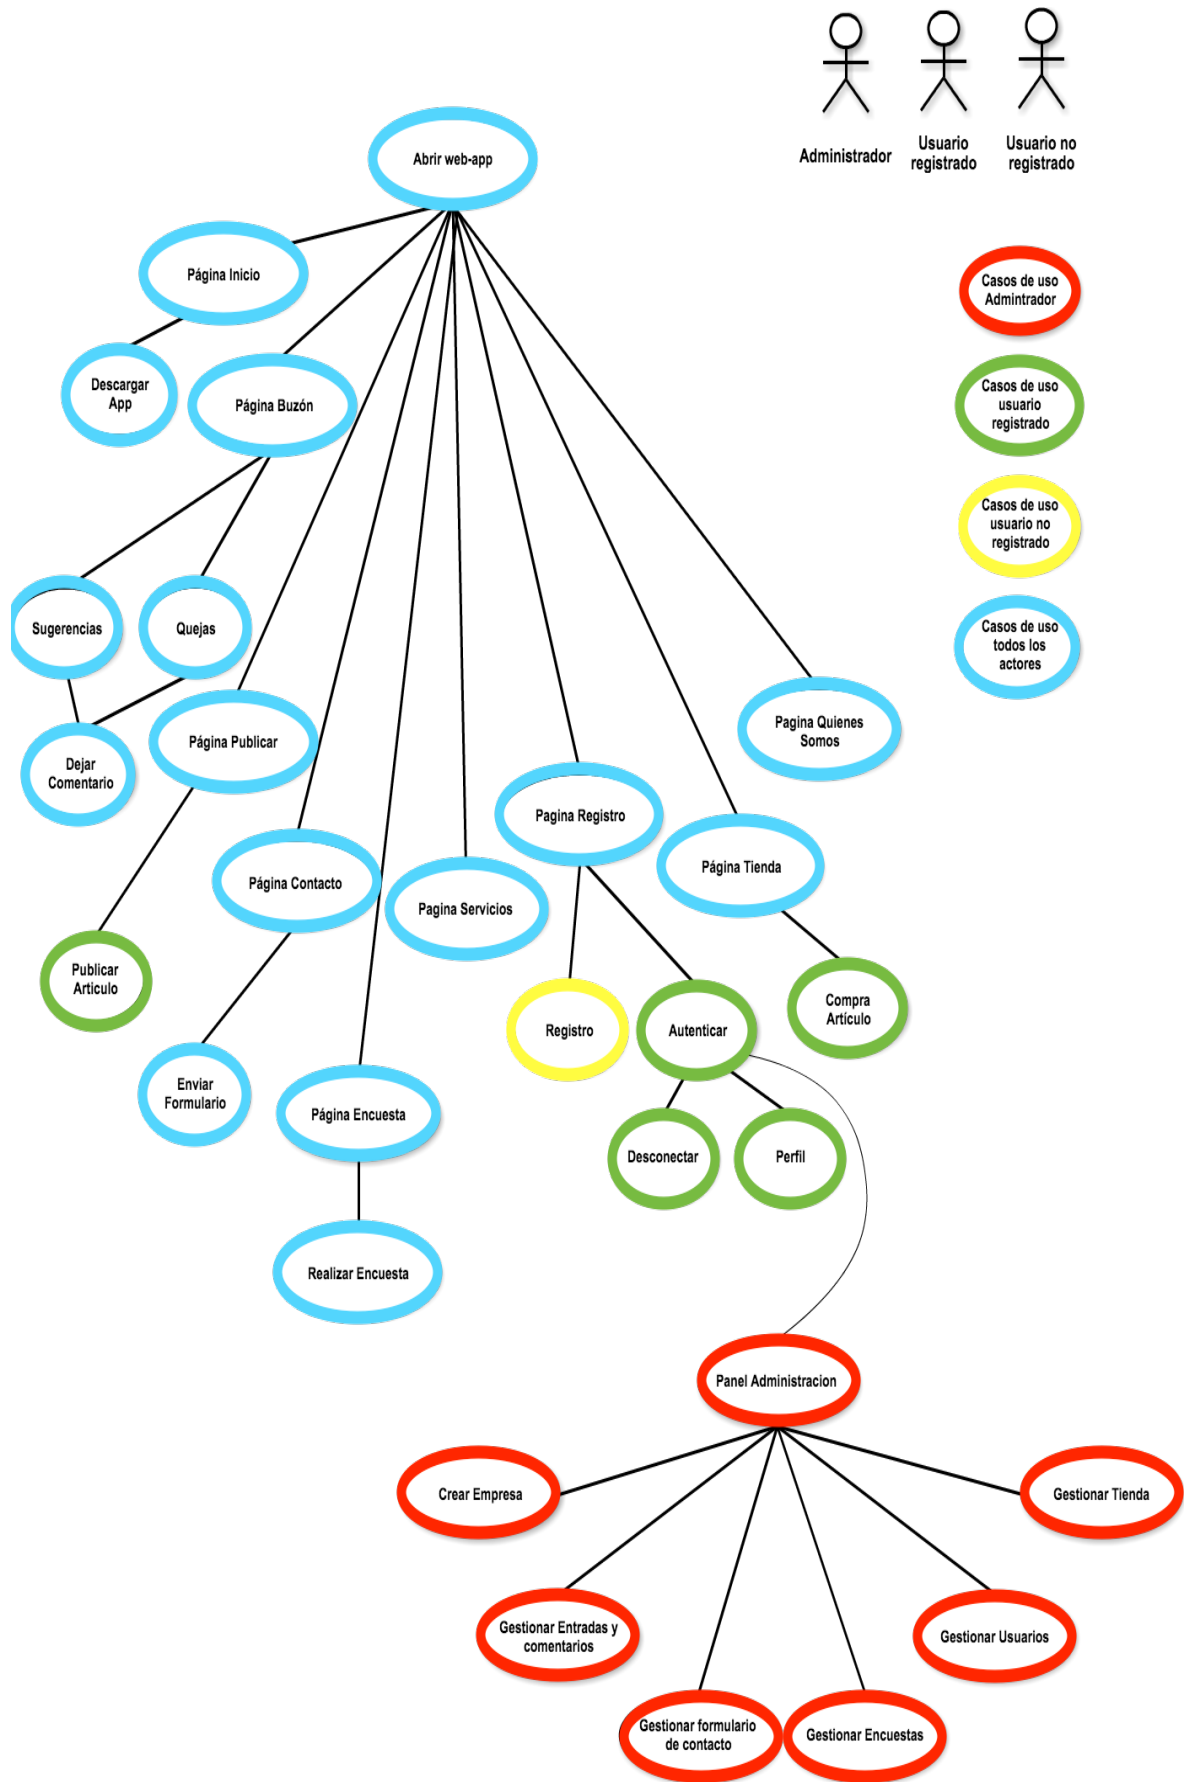 Administrador
Usuario
registrado
Usuario no
registrado
Abrir web-app
Página Inicio
Casos de uso
Admintrador
Descargar
App
Página Buzón
Casos de uso
usuario
registrado
Casos de uso
usuario no
registrado
Sugerencias
Quejas
Casos de uso
todos los
actores
Página Publicar
Pagina Quienes
Somos
Dejar
Comentario
Pagina Registro
Página Tienda
Página Contacto
Pagina Servicios
Publicar
Articulo
Registro
Autenticar
Compra
Artículo
Enviar
Formulario
Página Encuesta
Desconectar
Perfil
Realizar Encuesta
Panel Administracion
Crear Empresa
Gestionar Tienda
Gestionar Entradas y
comentarios
Gestionar Usuarios
Gestionar formulario
de contacto
Gestionar Encuestas